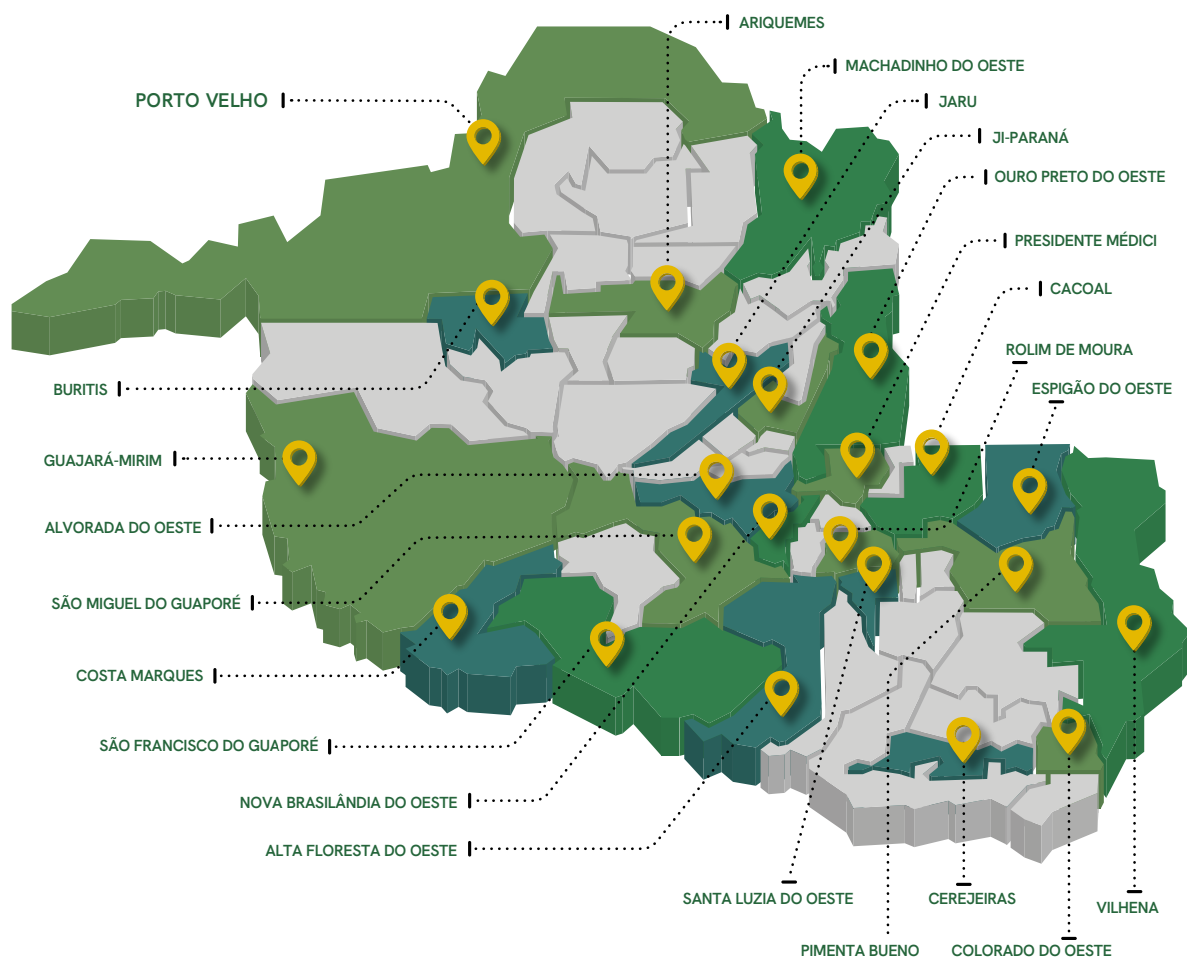 ARIQUEMES
MACHADINHO DO OESTE
PORTO VELHO
JARU
JI-PARANÁ
OURO PRETO DO OESTE
PRESIDENTE MÉDICI
CACOAL
ROLIM DE MOURA
BURITIS
ESPIGÃO DO OESTE
GUAJARÁ-MIRIM
ALVORADA DO OESTE
SÃO MIGUEL DO GUAPORÉ
COSTA MARQUES
SÃO FRANCISCO DO GUAPORÉ
NOVA BRASILÂNDIA DO OESTE
ALTA FLORESTA DO OESTE
SANTA LUZIA DO OESTE
CEREJEIRAS
VILHENA
PIMENTA BUENO
COLORADO DO OESTE